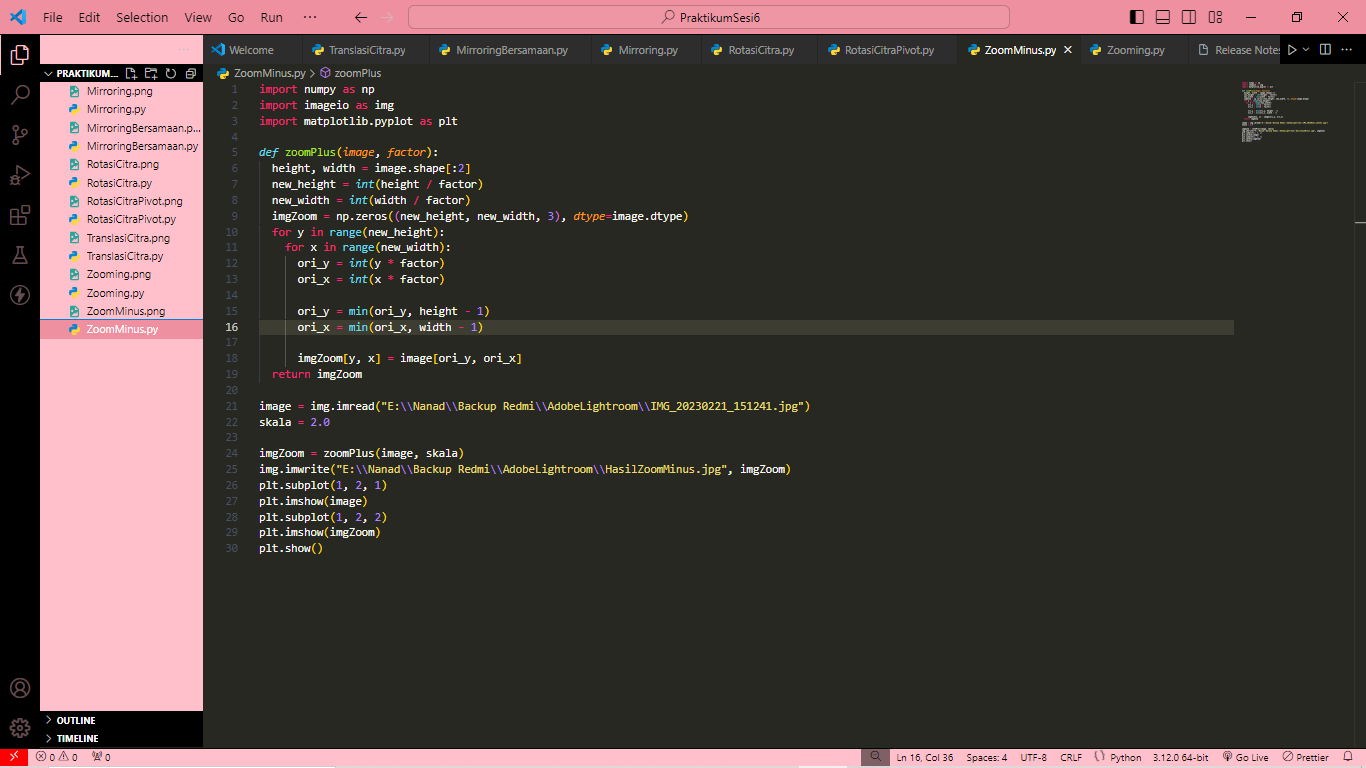 File Edit Selection View Go Run ··· PraktikumSesi6
Welcome TranslasiCitra.py MirroringBersamaan.py Mirroring.py RotasiCitra.py RotasiCitraPivot.py ZoomMinus.py Zooming.py Release Notes
PRAKTIKUM...
Mirroring.png
Mirroring.py
MirroringBersamaan.p...
MirroringBersamaan.py
RotasiCitra.png
RotasiCitra.py
RotasiCitraPivot.png
RotasiCitraPivot.py
TranslasiCitra.png
TranslasiCitra.py
Zooming.png
Zooming.py
ZoomMinus.png
ZoomMinus.py
OUTLINE
TIMELINE
ZoomMinus.py > zoomPlus
1 import numpy as np
2 import imageio as img
3 import matplotlib.pyplot as plt
4
5 def zoomPlus(image, factor):
6 height, width = image.shape[:2]
7 new_height = int(height / factor)
8 new_width = int(width / factor)
9 imgZoom = np.zeros((new_height, new_width, 3), dtype=image.dtype)
10 for y in range(new_height):
11 for x in range(new_width):
12 ori_y = int(y * factor)
13 ori_x = int(x * factor)
14
15 ori_y = min(ori_y, height - 1)
16 ori_x = min(ori_x, width - 1)
17
18 imgZoom[y, x] = image[ori_y, ori_x]
19 return imgZoom
20
21 image = img.imread("E:\\Nanad\\Backup Redmi\\AdobeLightroom\\IMG_20230221_151241.jpg")
22 skala = 2.0
23
24 imgZoom = zoomPlus(image, skala)
25 img.imwrite("E:\\Nanad\\Backup Redmi\\AdobeLightroom\\HasilZoomMinus.jpg", imgZoom)
26 plt.subplot(1, 2, 1)
27 plt.imshow(image)
28 plt.subplot(1, 2, 2)
29 plt.imshow(imgZoom)
30 plt.show()
0 0 0 Ln 16, Col 36 Spaces: 4 UTF-8 CRLF Python 3.12.0 64-bit Go Live Prettier